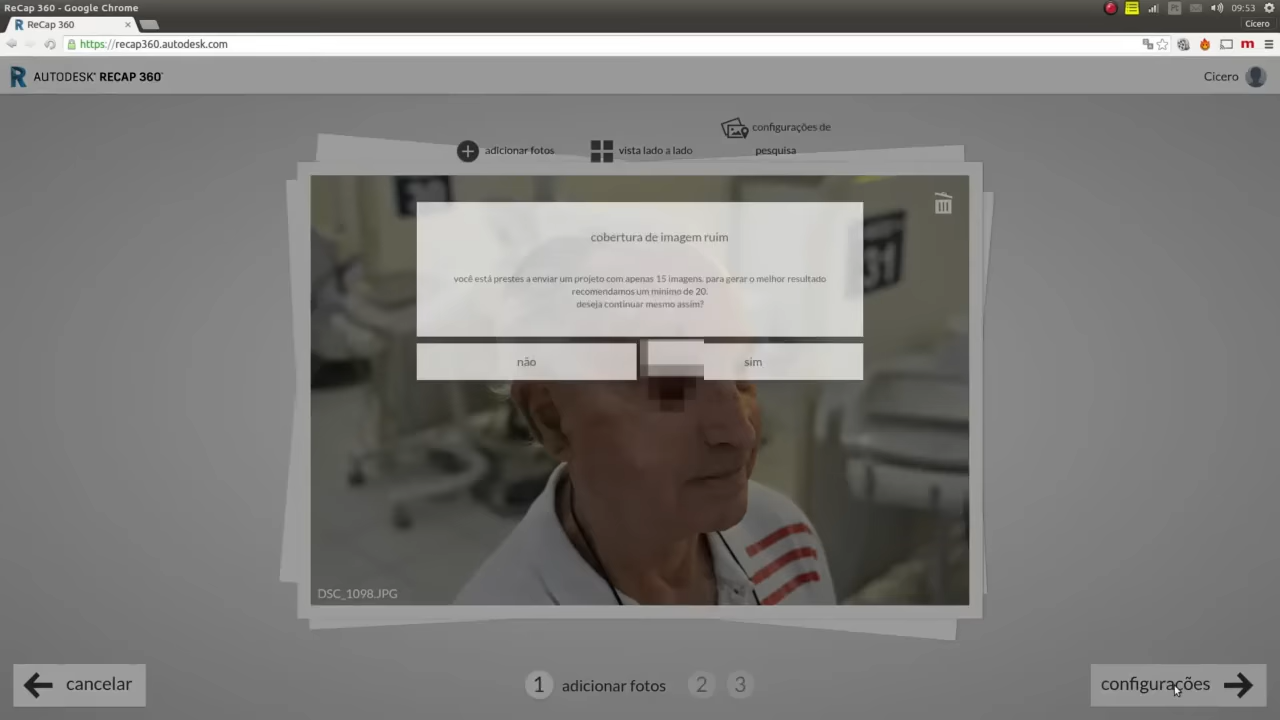 ReCap 360 - Google Chrome
09:53
ReCap 360
Cicero
https://recap360.autodesk.com
m
R AUTODESK® RECAP 360®
Cicero
configurações de
pesquisa
adicionar fotos
vista lado a lado
31
cobertura de imagem ruim
você está prestes a enviar um projeto com apenas 15 imagens. para gerar o melhor resultado
recomendamos um mínimo de 20.
deseja continuar mesmo assim?
não
sim
DSC_1098.JPG
cancelar
1 adicionar fotos 2 3
configurações